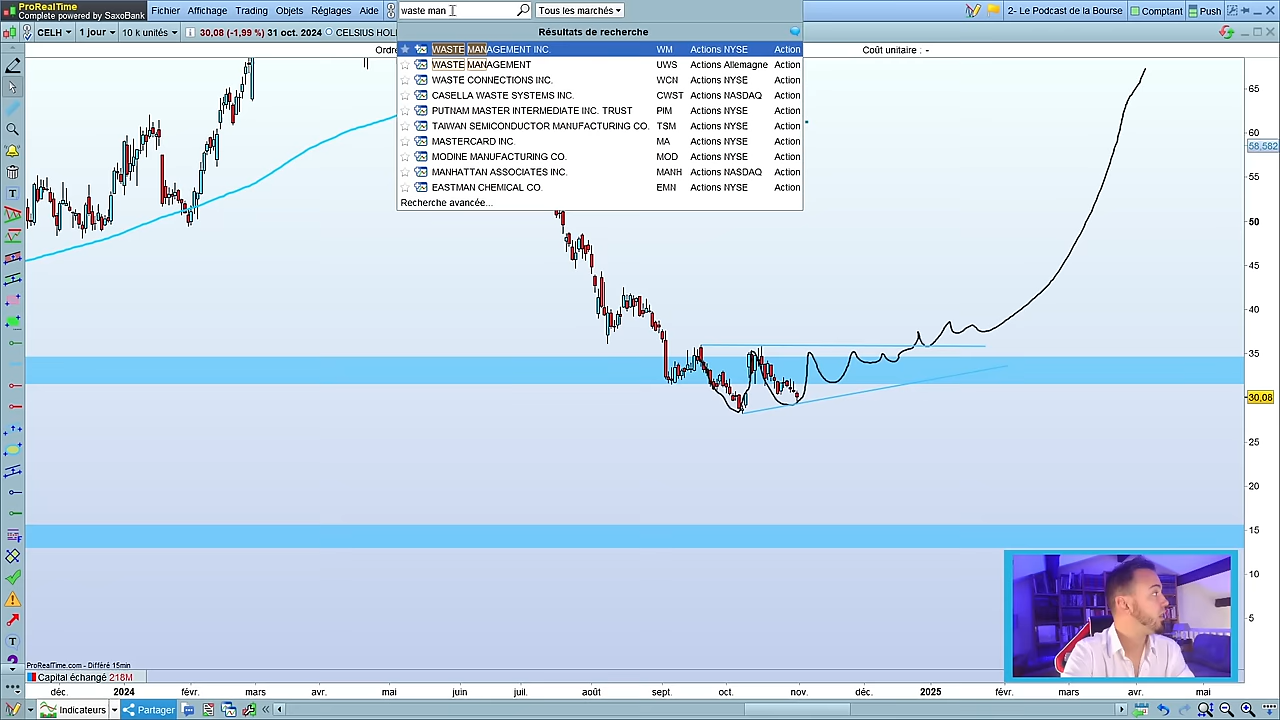 ProRealTime
Complete powered by SaxoBank
Fichier Affichage Trading Objets Réglages Aide
waste man
Tous les marchés
2- Le Podcast de la Bourse
Comptant
Push
CELH 1 jour 10 k unités 30,08 (-1,99 %) 31 oct. 2024 CELSIUS HOL
Ordre
Coût unitaire : -
Résultats de recherche
WASTE MANAGEMENT INC. WM Actions NYSE Action
WASTE MANAGEMENT UWS Actions Allemagne Action
WASTE CONNECTIONS INC. WCN Actions NYSE Action
CASELLA WASTE SYSTEMS INC. CWST Actions NASDAQ Action
PUTNAM MASTER INTERMEDIATE INC. TRUST PIM Actions NYSE Action
TAIWAN SEMICONDUCTOR MANUFACTURING CO. TSM Actions NYSE Action
MASTERCARD INC. MA Actions NYSE Action
MODINE MANUFACTURING CO. MOD Actions NYSE Action
MANHATTAN ASSOCIATES INC. MANH Actions NASDAQ Action
EASTMAN CHEMICAL CO. EMN Actions NYSE Action
Recherche avancée...
65
60
58,582
55
50
45
40
35
30,08
25
20
15
10
5
ProRealTime.com - Différé 15min
Capital échangé 218M
déc. 2024 févr. mars avr. mai juin juil. août sept. oct. nov. déc. 2025 févr. mars avr. mai
Indicateurs
Partager